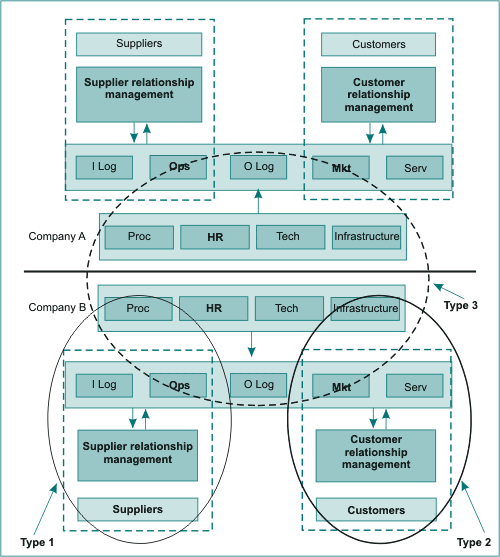 Suppliers
Customers
Supplier relationship
management
Customer
relationship
management
I Log
Ops
O Log
Mkt
Serv
Company A
Proc
HR
Tech
Infrastructure
Type 3
Company B
Proc
HR
Tech
Infrastructure
I Log
Ops
O Log
Mkt
Serv
Supplier relationship
management
Customer
relationship
management
Suppliers
Customers
Type 1
Type 2